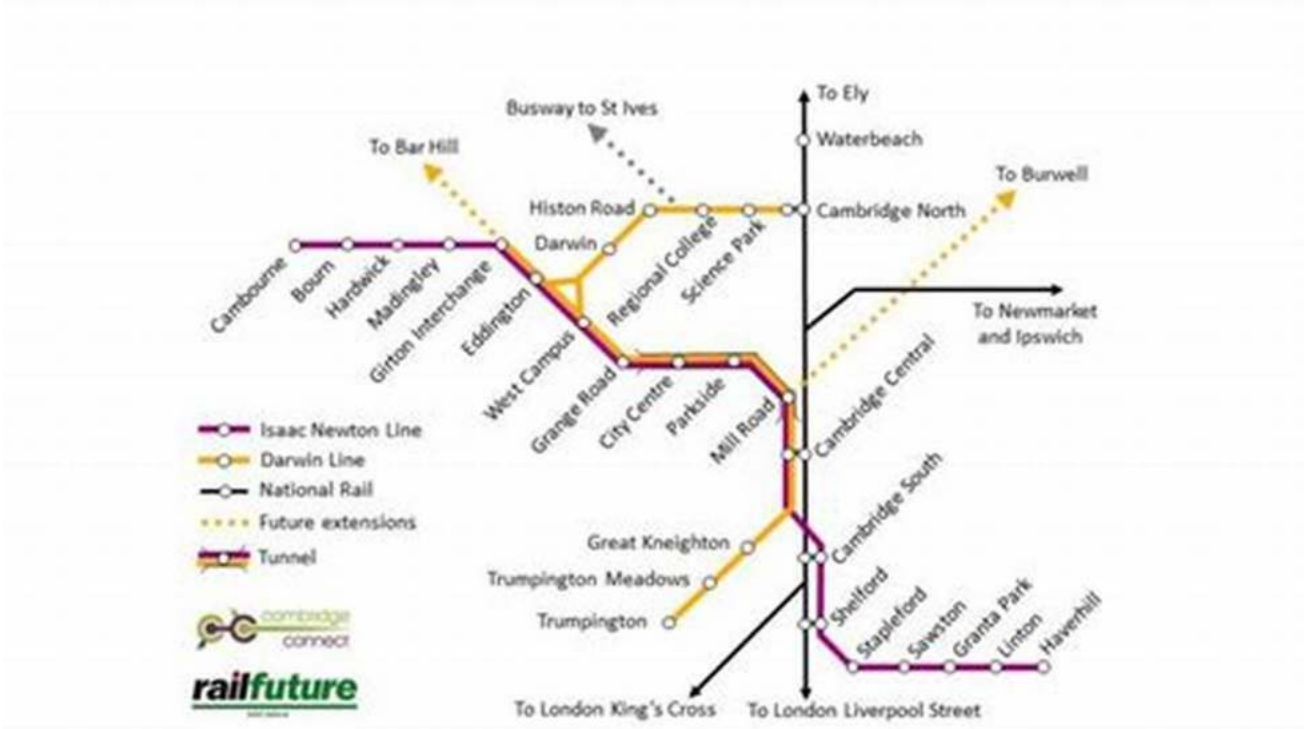 To Ely
Busway to St Ives
Waterbeach
To Bar Hill
To Burwell
Histon Road
Cambridge North
Darwin
Regional College
Science Park
Cambourne
Bourn
Hardwick
Madingley
Girton Interchange
Eddington
West Campus
Grange Road
City Centre
Parkside
Mill Road
To Newmarket
and Ipswich
Cambridge Central
Isaac Newton Line
Darwin Line
National Rail
Future extensions
Tunnel
Cambridge South
Great Kneighton
Trumpington Meadows
Trumpington
Shelford
Stapleford
Sawston
Granta Park
Linton
Haverhill
cambridge
connect
railfuture
To London King's Cross
To London Liverpool Street